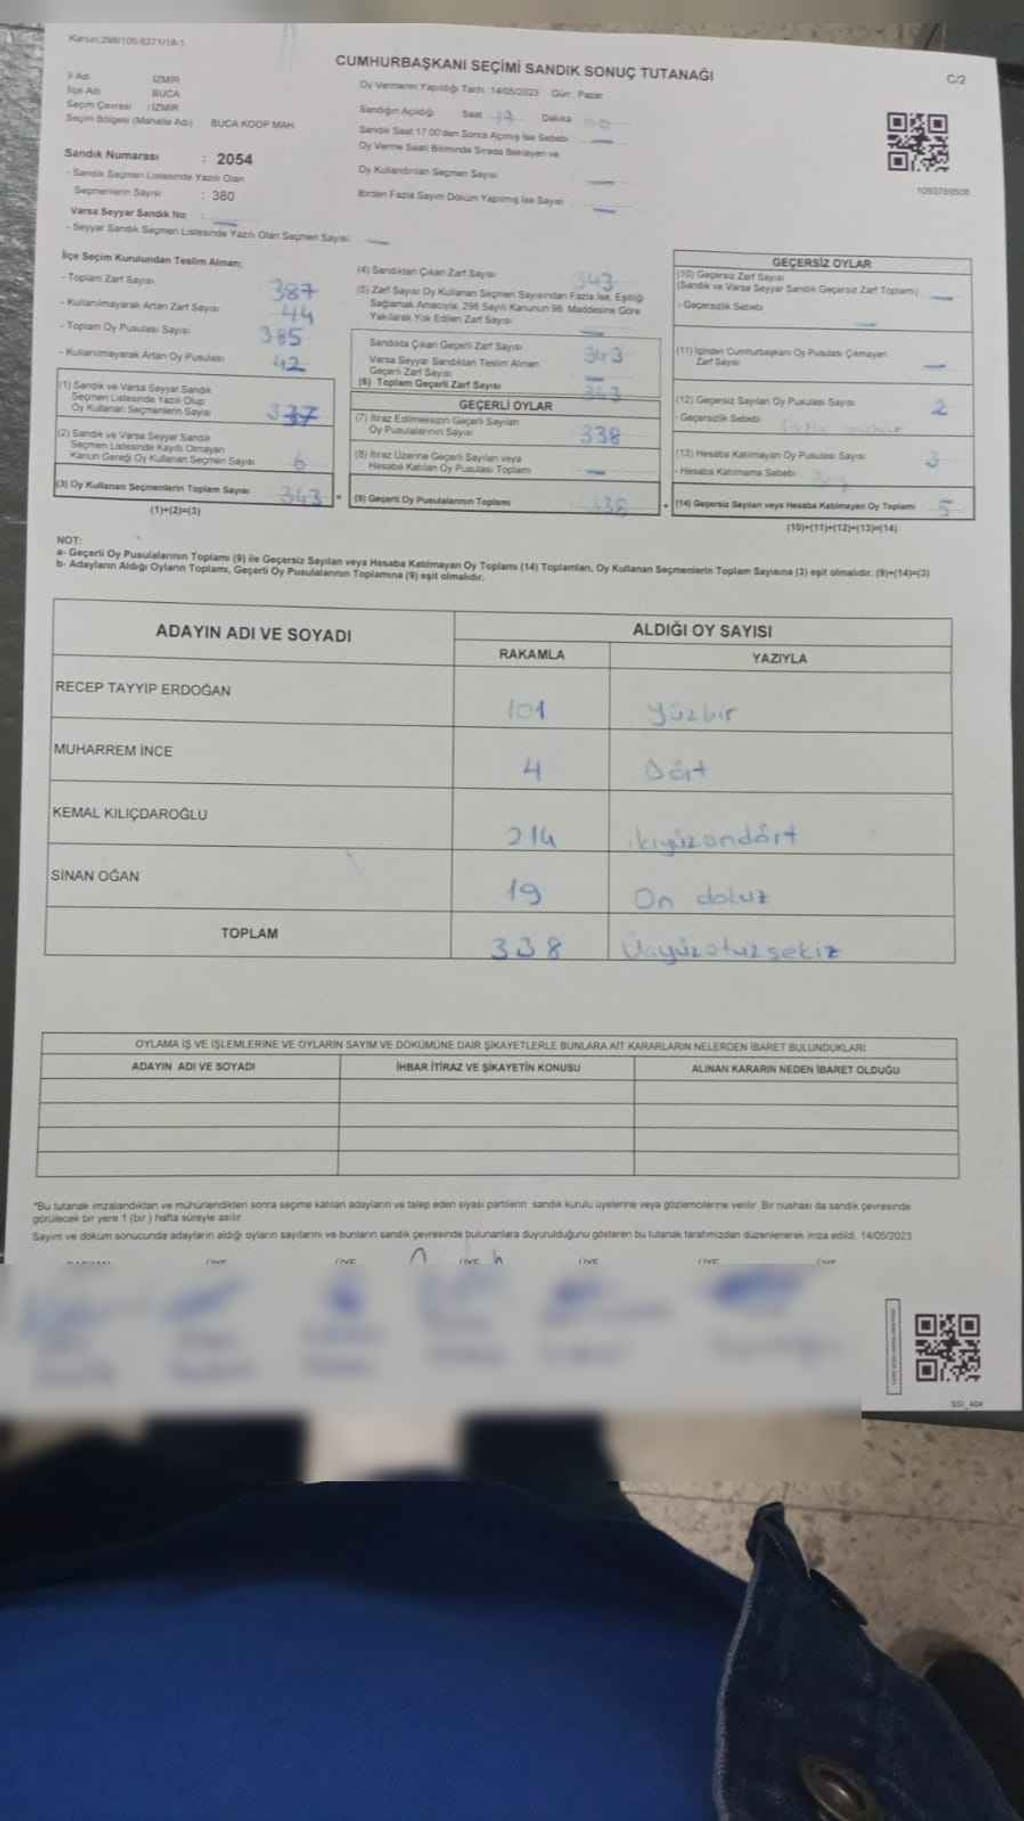 Kanun:298/105-6271/18-1
CUMHURBAŞKANI SEÇİMİ SANDIK SONUÇ TUTANAĞI
C/2
İl Adı İZMİR
İlçe Adı BUCA
Seçim Çevresi : İZMİR
Seçim Bölgesi (Mahalle Adı) BUCA KOOP MAH.
Oy Vermenin Yapıldığı Tarih: 14/05/2023 Gün: Pazar
Sandığın Açıldığı Saat 17 Dakika 00
Sandık Saat 17.00'den Sonra Açılmış İse Sebebi
Oy Verme Saati Bitiminde Sırada Bekleyen ve
Oy Kullandırılan Seçmen Sayısı
Birden Fazla Sayım Döküm Yapılmış İse Sayısı
Sandık Numarası : 2054
- Sandık Seçmen Listesinde Yazılı Olan
Seçmenlerin Sayısı : 380
Varsa Seyyar Sandık No :
- Seyyar Sandık Seçmen Listesinde Yazılı Olan Seçmen Sayısı
İlçe Seçim Kurulundan Teslim Alınan;
- Toplam Zarf Sayısı 387
- Kullanılmayarak Artan Zarf Sayısı 44
- Toplam Oy Pusulası Sayısı 385
- Kullanılmayarak Artan Oy Pusulası 42
(1) Sandık ve Varsa Seyyar Sandık
Seçmen Listesinde Yazılı Olup
Oy Kullanan Seçmenlerin Sayısı 337
(2) Sandık ve Varsa Seyyar Sandık
Seçmen Listesinde Kayıtlı Olmayan
Kanun Gereği Oy Kullanan Seçmen Sayısı 6
(3) Oy Kullanan Seçmenlerin Toplam Sayısı 343
(1)+(2)=(3)
(4) Sandıktan Çıkan Zarf Sayısı 343
(5) Zarf Sayısı Oy Kullanan Seçmen Sayısından Fazla İse, Eşitliği
Sağlamak Amacıyla, 298 Sayılı Kanunun 98. Maddesine Göre
Yakılarak Yok Edilen Zarf Sayısı
Sandıkta Çıkan Geçerli Zarf Sayısı 343
Varsa Seyyar Sandıktan Teslim Alınan
Geçerli Zarf Sayısı
(6) Toplam Geçerli Zarf Sayısı 343
GEÇERLİ OYLAR
(7) İtiraz Edilmeksizin Geçerli Sayılan
Oy Pusulalarının Sayısı 338
(8) İtiraz Üzerine Geçerli Sayılan veya
Hesaba Katılan Oy Pusulası Toplamı
(9) Geçerli Oy Pusulalarının Toplamı 338
1093789506
GEÇERSİZ OYLAR
(10) Geçersiz Zarf Sayısı
(Sandık ve Varsa Seyyar Sandık Geçersiz Zarf Toplamı)
- Geçersizlik Sebebi
(11) İçinden Cumhurbaşkanı Oy Pusulası Çıkmayan
Zarf Sayısı
(12) Geçersiz Sayılan Oy Pusulası Sayısı 2
- Geçersizlik Sebebi
(13) Hesaba Katılmayan Oy Pusulası Sayısı 3
- Hesaba Katılmama Sebebi
(14) Geçersiz Sayılan veya Hesaba Katılmayan Oy Toplamı 5
(10)+(11)+(12)+(13)=(14)
NOT:
a- Geçerli Oy Pusulalarının Toplamı (9) ile Geçersiz Sayılan veya Hesaba Katılmayan Oy Toplamı (14) Toplamları, Oy Kullanan Seçmenlerin Toplam Sayısına (3) eşit olmalıdır. (9)+(14)=(3)
b- Adayların Aldığı Oyların Toplamı, Geçerli Oy Pusulalarının Toplamına (9) eşit olmalıdır.
ADAYIN ADI VE SOYADI ALDIĞI OY SAYISI
RAKAMLA YAZIYLA
RECEP TAYYİP ERDOĞAN 101 yüzbir
MUHARREM İNCE 4 Dört
KEMAL KILIÇDAROĞLU 214 ikiyüzondört
SİNAN OĞAN 19 On dokuz
TOPLAM 338 Üçyüzotuzsekiz
OYLAMA İŞ VE İŞLEMLERİNE VE OYLARIN SAYIM VE DÖKÜMÜNE DAİR ŞİKAYETLERLE BUNLARA AİT KARARLARIN NELERDEN İBARET BULUNDUKLARI
ADAYIN ADI VE SOYADI İHBAR İTİRAZ VE ŞİKAYETİN KONUSU ALINAN KARARIN NEDEN İBARET OLDUĞU
*Bu tutanak imzalandıktan ve mühürlendikten sonra seçime katılan adayların ve talep eden siyasi partilerin sandık kurulu üyelerine veya gözlemcilerine verilir. Bir nüshası da sandık çevresinde
görülecek bir yere 1 (bir) hafta süreyle asılır.
Sayım ve döküm sonucunda adayların aldığı oyların sayılarını ve bunların sandık çevresinde bulunanlara duyurulduğunu gösteren bu tutanak tarafımızdan düzenlenerek imza edildi. 14/05/2023